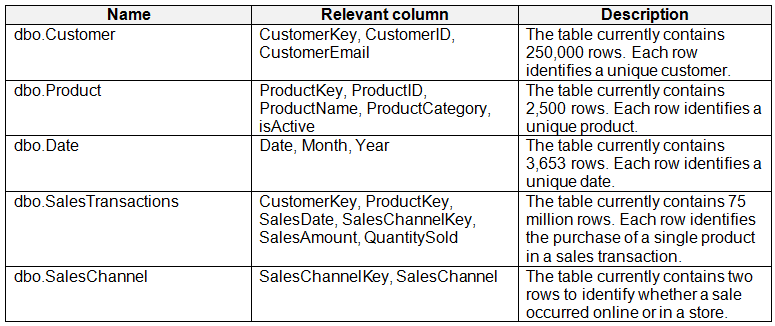 Name Relevant column Description
dbo.Customer CustomerKey, CustomerID, The table currently contains
CustomerEmail 250,000 rows. Each row
identifies a unique customer.
dbo.Product ProductKey, ProductID, The table currently contains
ProductName, ProductCategory, 2,500 rows. Each row identifies a
isActive unique product.
dbo.Date Date, Month, Year The table currently contains
3,653 rows. Each row identifies a
unique date.
dbo.SalesTransactions CustomerKey, ProductKey, The table currently contains 75
SalesDate, SalesChannelKey, million rows. Each row identifies
SalesAmount, QuantitySold the purchase of a single product
in a sales transaction.
dbo.SalesChannel SalesChannelKey, SalesChannel The table currently contains two
rows to identify whether a sale
occurred online or in a store.